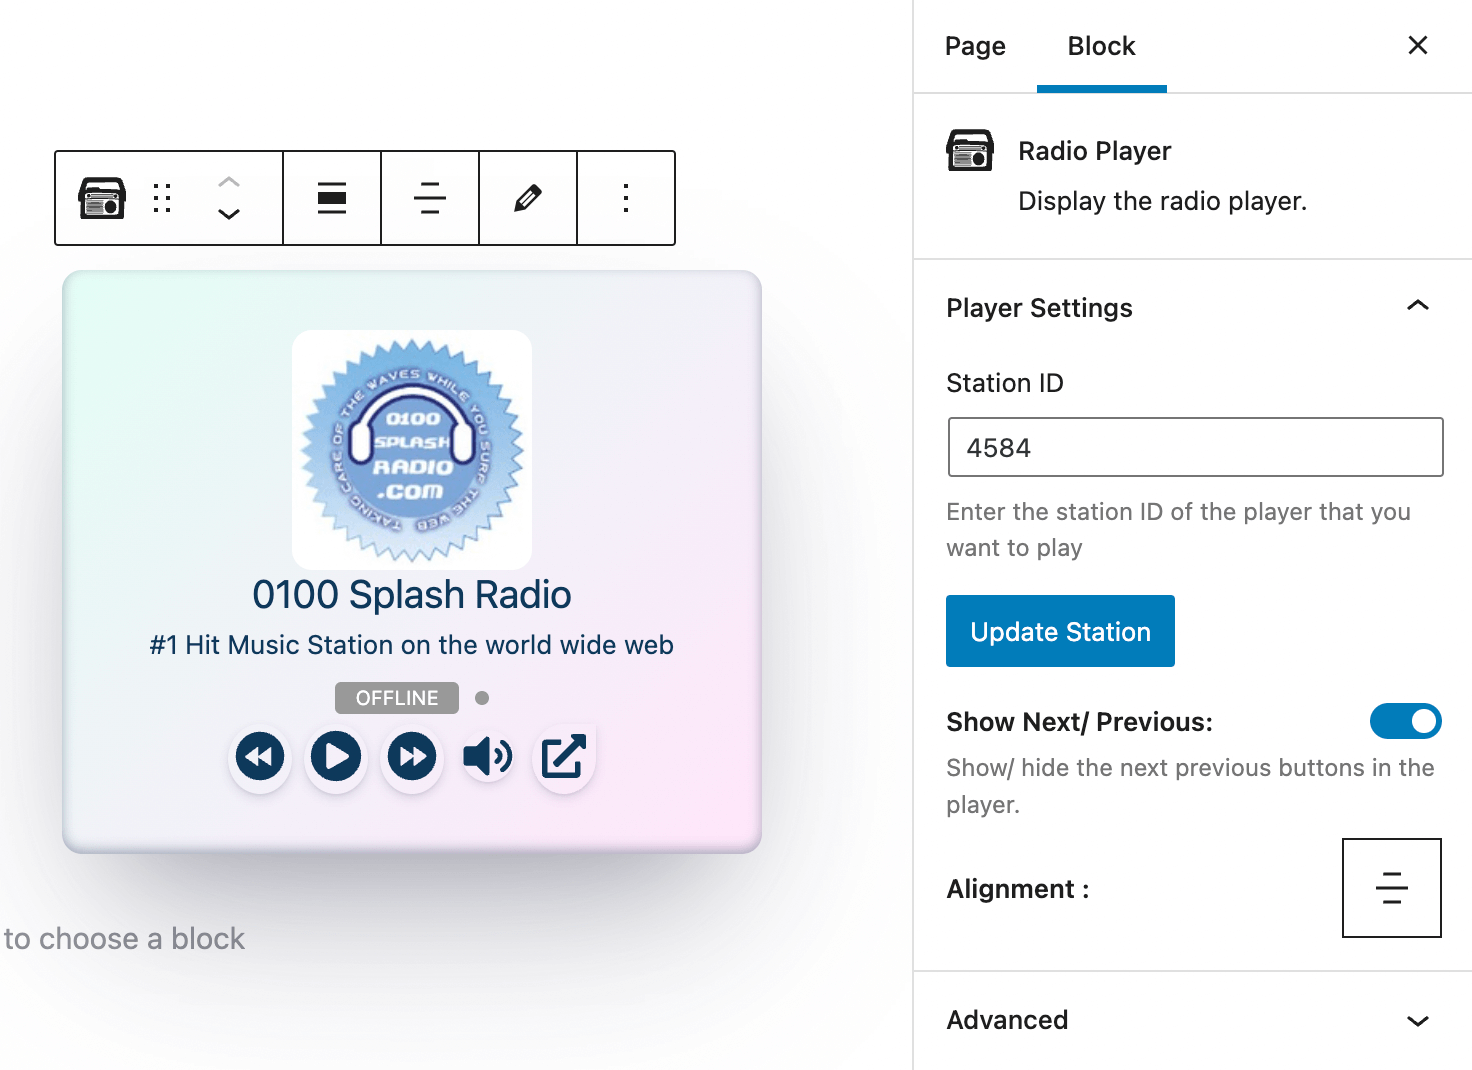 Page Block
Radio Player
Display the radio player.
TAKING CARE OF THE WAVES WHILE YOU SURF THE WEB
0100
SPLASH
RADIO
.COM
0100 Splash Radio
#1 Hit Music Station on the world wide web
OFFLINE
to choose a block
Player Settings
Station ID
4584
Enter the station ID of the player that you
want to play
Update Station
Show Next/ Previous:
Show/ hide the next previous buttons in the
player.
Alignment :
Advanced